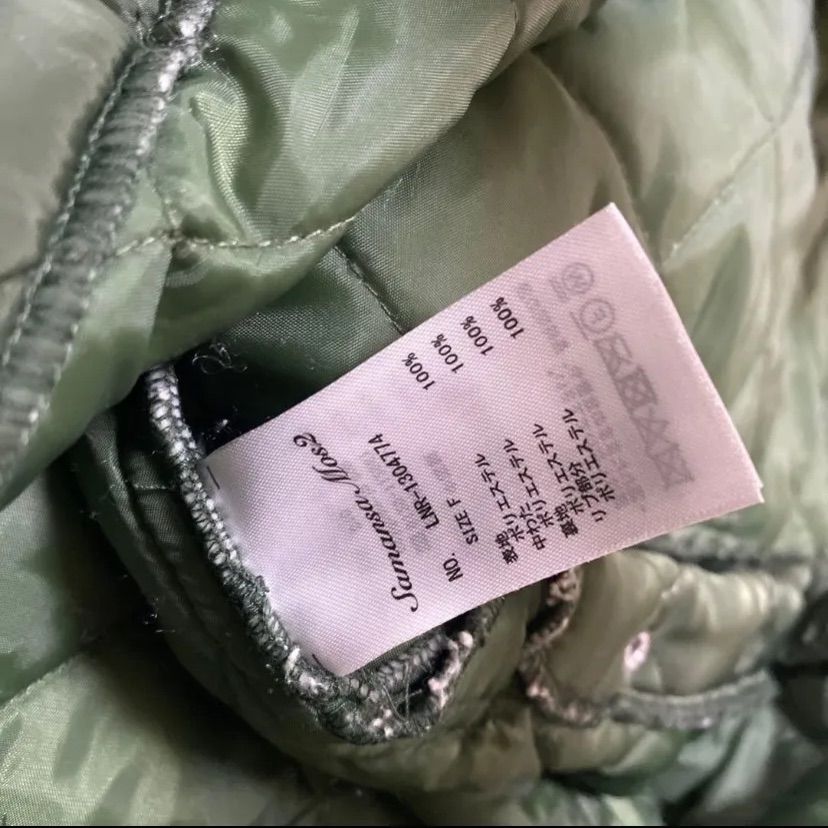 Samansa Mos2
NO. LNR-1304774
SIZE F
表地
ポリエステル 100%
中わた
ポリエステル 100%
裏地
ポリエステル 100%
リブ部分
ポリエステル 100%